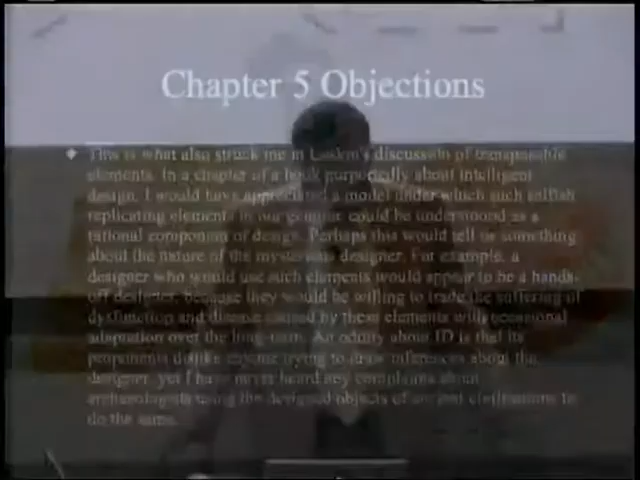 Chapter 5 Objections
This is what also struck me in Luskin's discussion of transposable
elements. In a chapter of a book purportedly about intelligent
design, I would have appreciated a model under which such selfish
replicating elements in our genome could be understood as a
rational component of design. Perhaps this would tell us something
about the nature of the mysterious designer. For example, a
designer who would use such elements would appear to be a hands-
off designer, because they would be willing to trade the suffering of
dysfunction and disease caused by these elements with occasional
adaptation over the long-term. An oddity about ID is that its
proponents dislike anyone trying to draw inferences about the
designer, yet I have never heard any complaints about
archaeologists using the designed objects of ancient civilizations to
do the same.